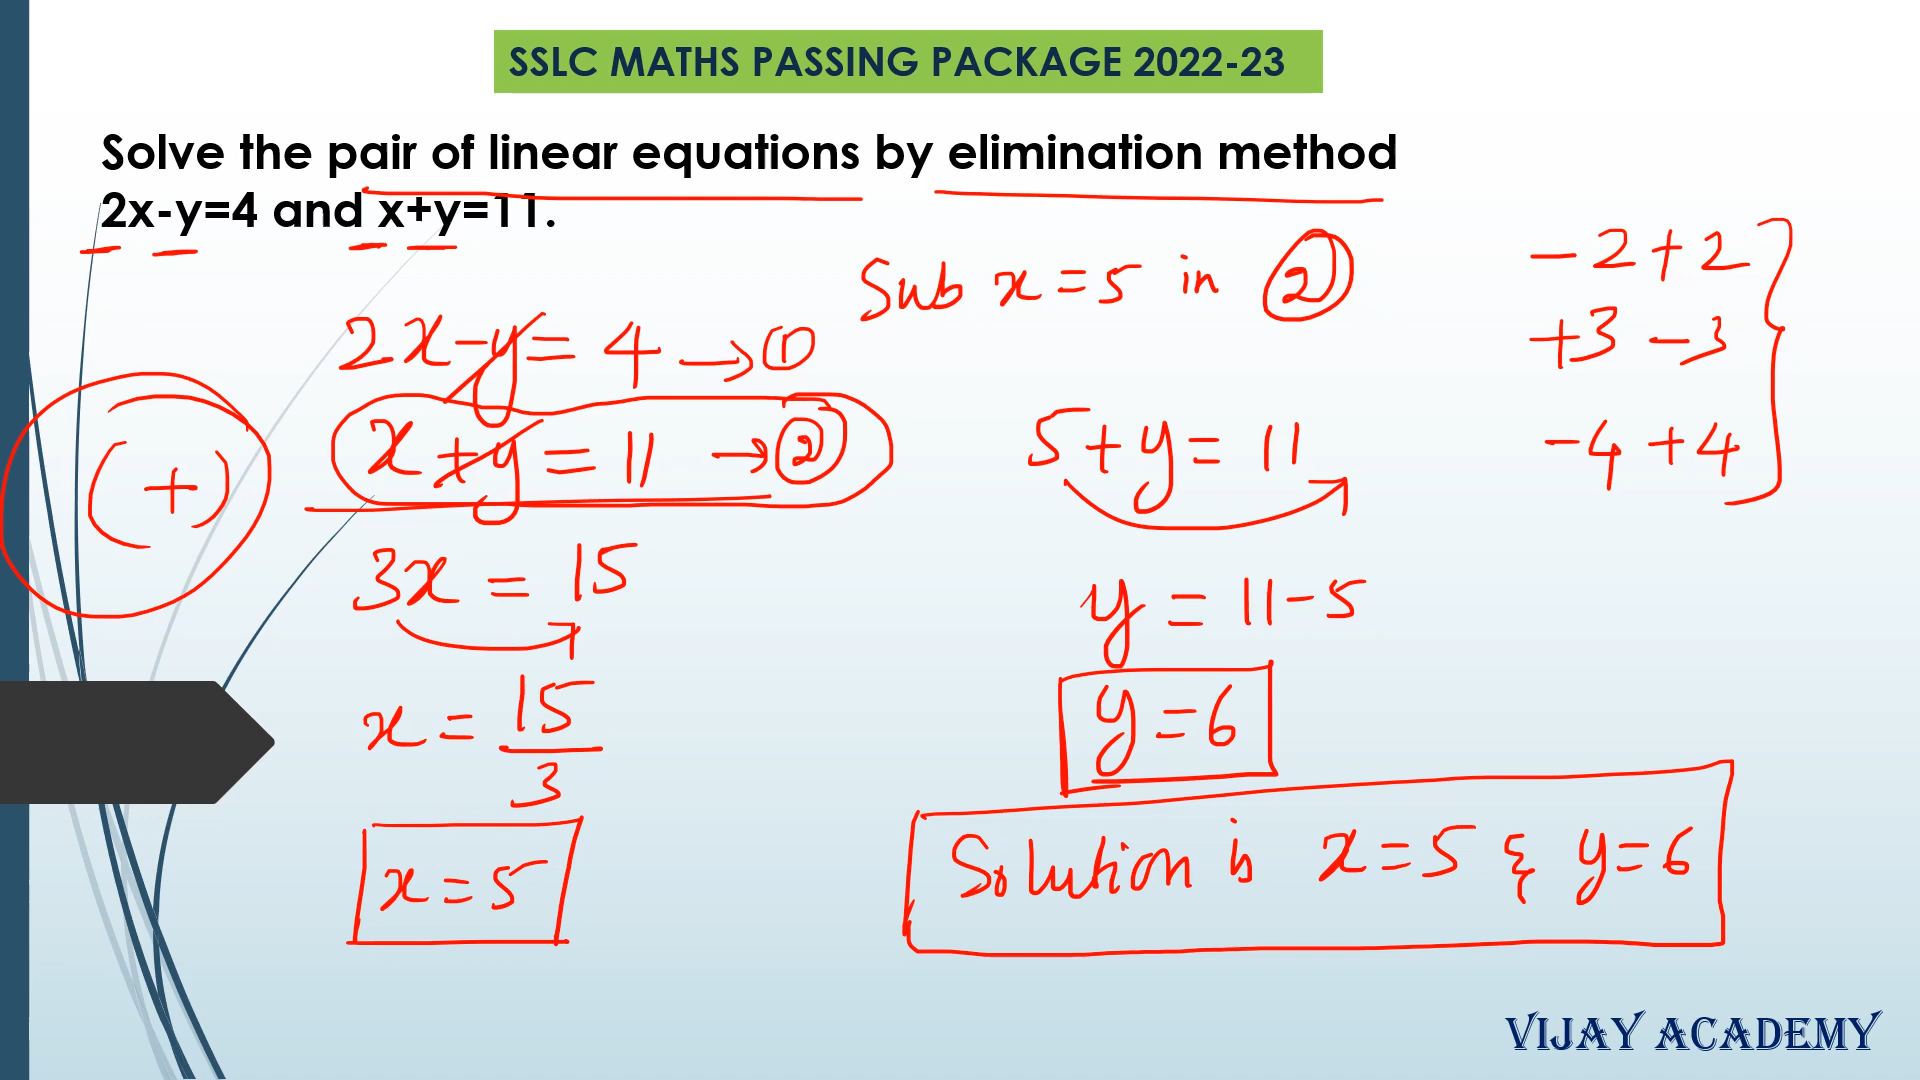 SSLC MATHS PASSING PACKAGE 2022-23
Solve the pair of linear equations by elimination method
2x-y=4 and x+y=11.
2x-y=4→①
x+y=11→②
(+)
3x=15
x=15/3
x=5
Sub x=5 in ②
5+y=11
y=11-5
y=6
-2+2
+3-3
-4+4
Solution is x=5 & y=6
VIJAY ACADEMY